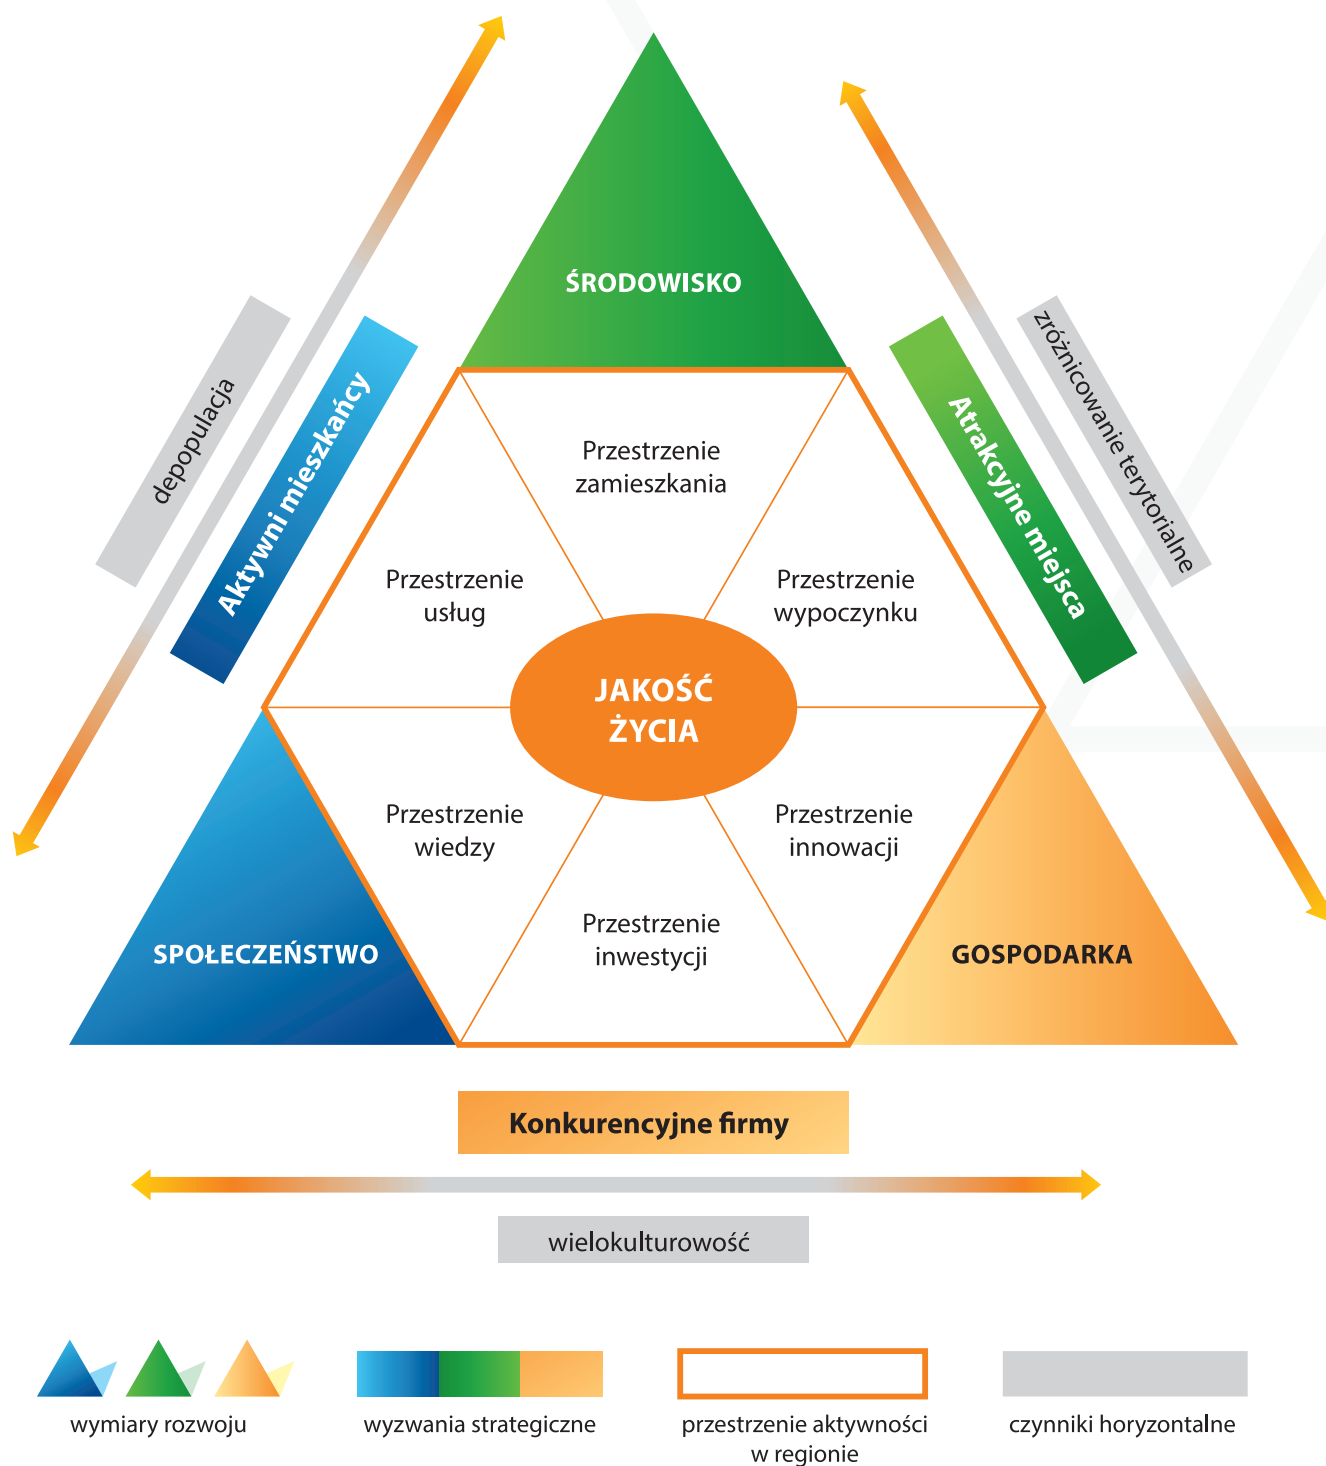 ŚRODOWISKO
depopulacja
Aktywni mieszkańcy
Atrakcyjne miejsca
zróżnicowanie terytorialne
Przestrzenie
zamieszkania
Przestrzenie
usług
Przestrzenie
wypoczynku
JAKOŚĆ
ŻYCIA
Przestrzenie
wiedzy
Przestrzenie
innowacji
Przestrzenie
inwestycji
SPOŁECZEŃSTWO
GOSPODARKA
Konkurencyjne firmy
wielokulturowość
wymiary rozwoju
wyzwania strategiczne
przestrzenie aktywności
w regionie
czynniki horyzontalne